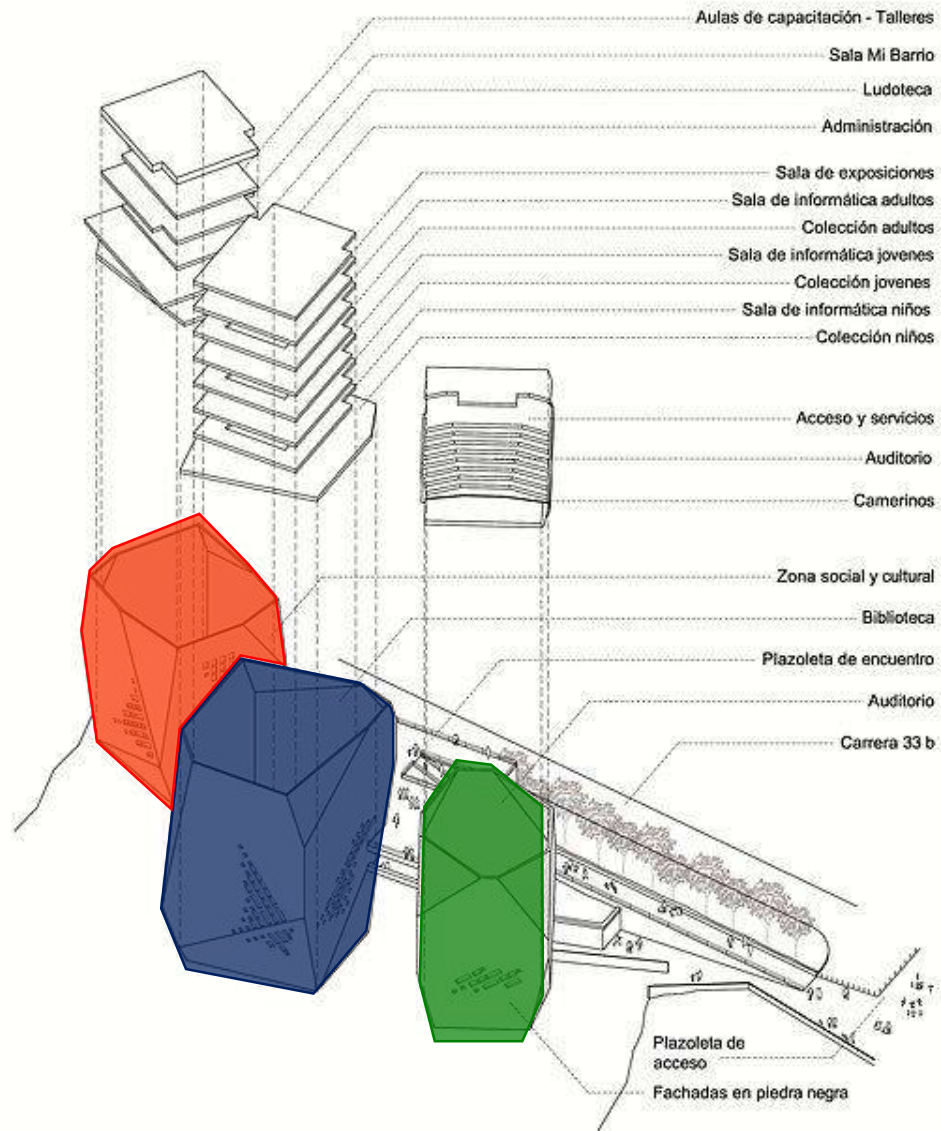 Aulas de capacitación - Talleres
Sala Mi Barrio
Ludoteca
Administración
Sala de exposiciones
Sala de informática adultos
Colección adultos
Sala de informática jovenes
Colección jovenes
Sala de informática niños
Colección niños
Acceso y servicios
Auditorio
Camerinos
Zona social y cultural
Biblioteca
Plazoleta de encuentro
Auditorio
Carrera 33 b
Plazoleta de
acceso
Fachadas en piedra negra